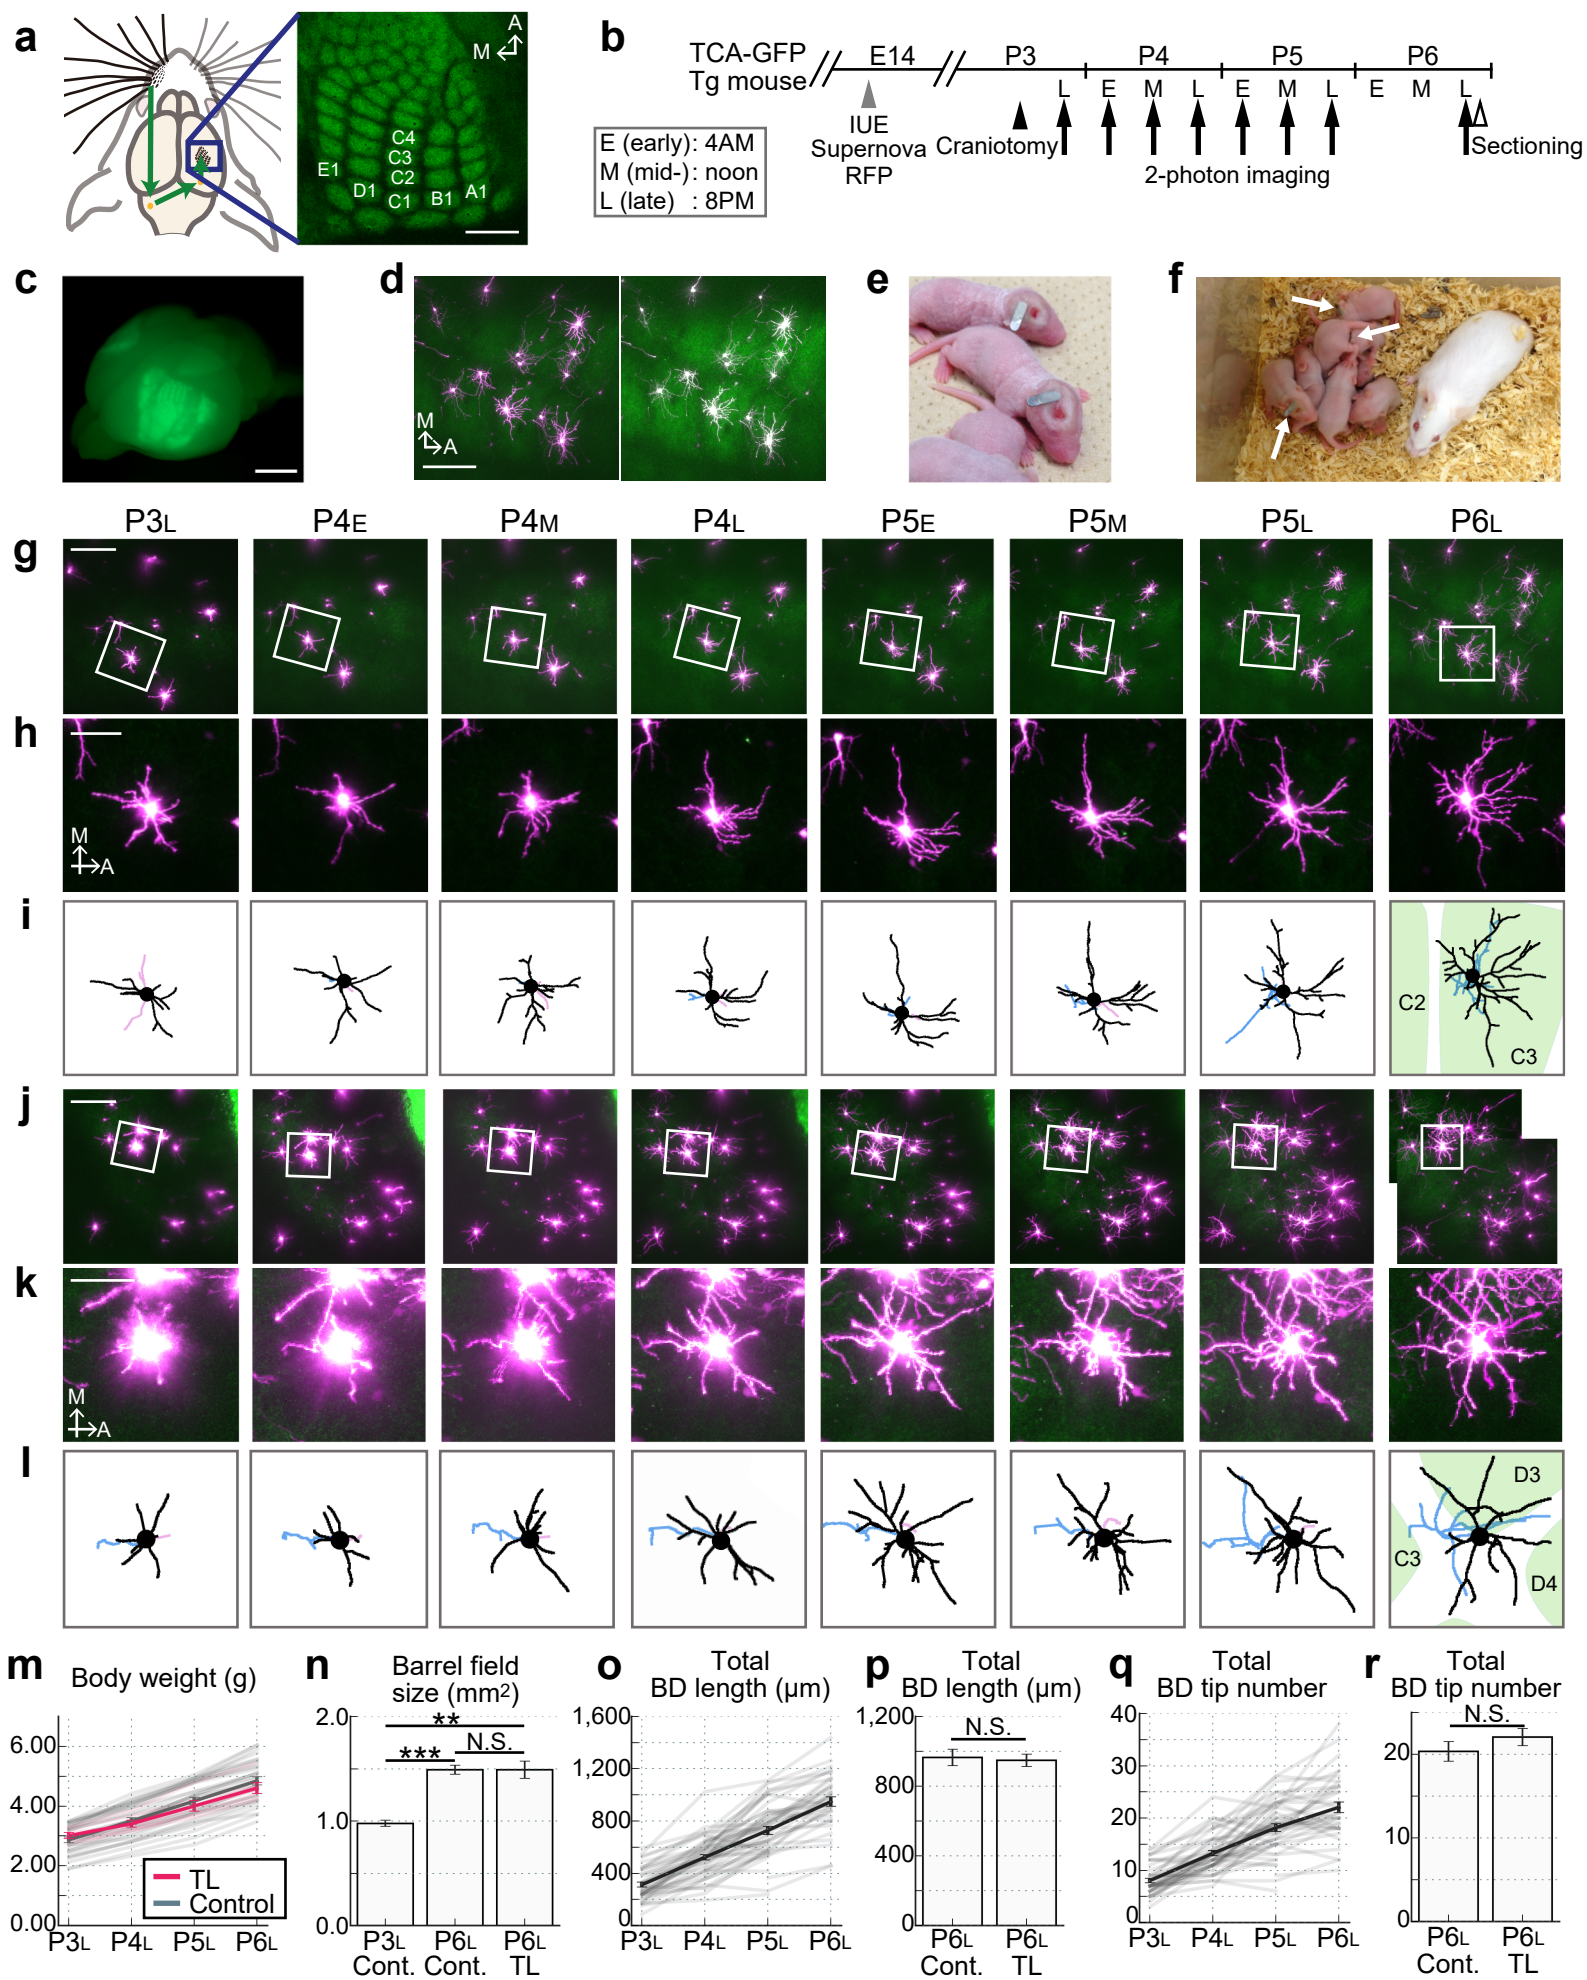 a
A
M
C4
C3
C2
C1
E1
D1
B1
A1
b
TCA-GFP
Tg mouse
E14
P3
P4
P5
P6
L E M L E M L E M L
IUE
Supernova
RFP
Craniotomy
2-photon imaging
Sectioning
E (early): 4AM
M (mid-): noon
L (late) : 8PM
c
d
M
A
e
f
P3L P4E P4M P4L P5E P5M P5L P6L
g
h
M
A
i
C2
C3
j
k
M
A
l
D3
C3
D4
m
Body weight (g)
6.00
4.00
2.00
0.00
TL
Control
P3L P4L P5L P6L
n
Barrel field
size (mm2)
2.0
1.0
0.0
**
***
N.S.
P3L P6L P6L
Cont. Cont. TL
o
Total
BD length (µm)
1,600
1,200
800
400
0
P3L P4L P5L P6L
p
Total
BD length (µm)
1,200
800
400
0
N.S.
P6L P6L
Cont. TL
q
Total
BD tip number
40
30
20
10
0
P3L P4L P5L P6L
r
Total
BD tip number
20
10
0
N.S.
P6L P6L
Cont. TL